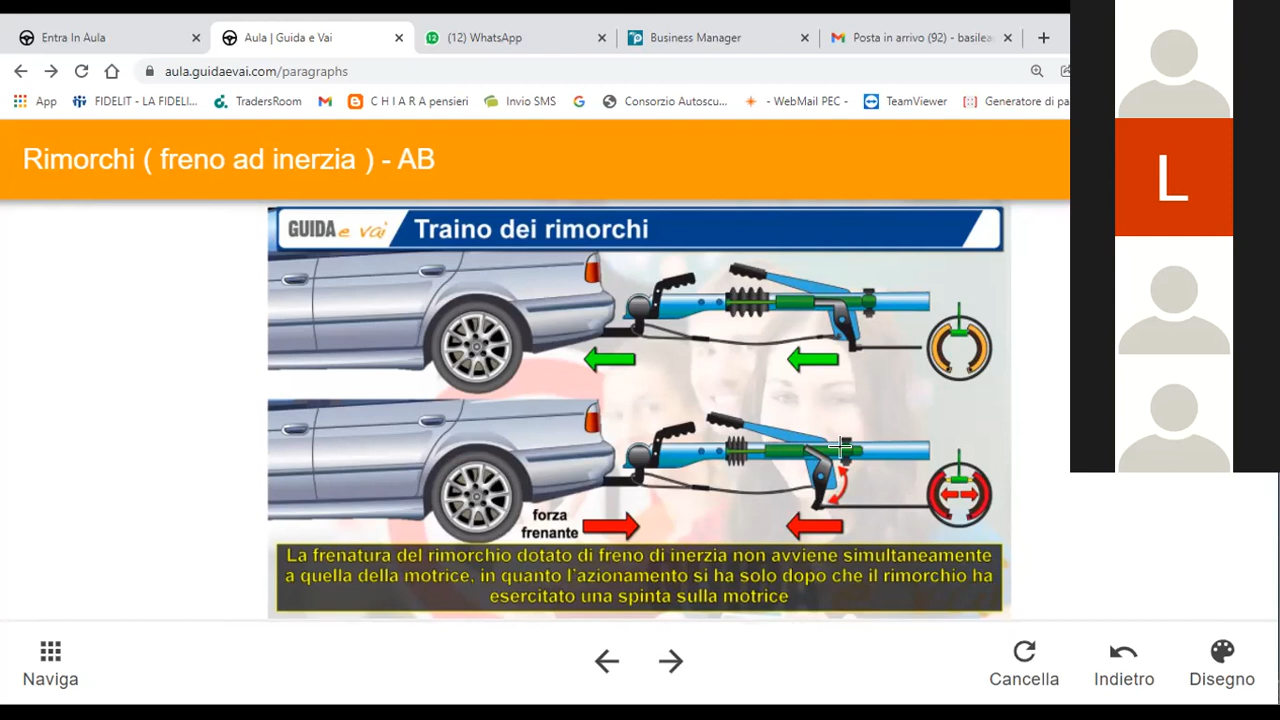 Entra In Aula
Aula | Guida e Vai
(12) WhatsApp
Business Manager
Posta in arrivo (92) - basilea
aula.guidaevai.com/paragraphs
App
FIDELIT - LA FIDELI...
TradersRoom
C H I A R A pensieri
Invio SMS
Consorzio Autoscu...
- WebMail PEC -
TeamViewer
Generatore di pa
Rimorchi ( freno ad inerzia ) - AB
L
GUIDA e vai
Traino dei rimorchi
forza
frenante
La frenatura del rimorchio dotato di freno di inerzia non avviene simultaneamente
a quella della motrice, in quanto l'azionamento si ha solo dopo che il rimorchio ha
esercitato una spinta sulla motrice
Naviga
Cancella
Indietro
Disegno